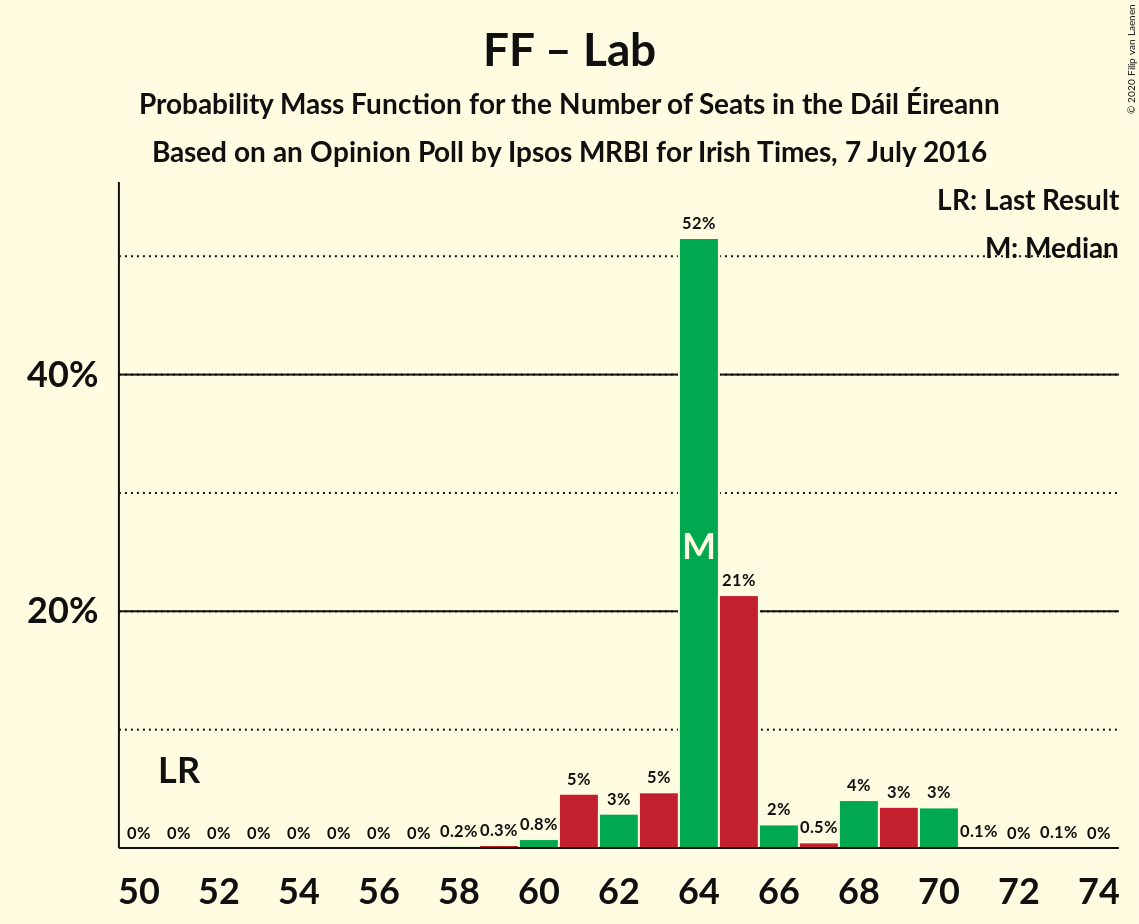 FF – Lab
Probability Mass Function for the Number of Seats in the Dáil Éireann
Based on an Opinion Poll by Ipsos MRBI for Irish Times, 7 July 2016
© 2020 Filip van Laenen
LR: Last Result
M: Median
52%
40%
M
21%
20%
LR
0% 0% 0% 0% 0% 0% 0% 0% 0.2% 0.3% 0.8% 5% 3% 5% 2% 0.5% 4% 3% 3% 0.1% 0% 0.1% 0%
50 52 54 56 58 60 62 64 66 68 70 72 74